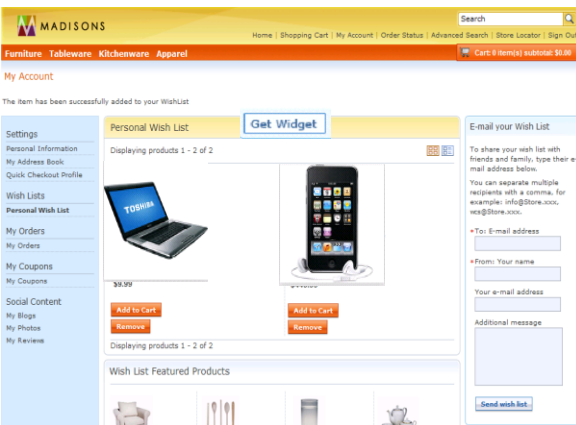 MADISONS
Search
Home | Shopping Cart | My Account | Order Status | Advanced Search | Store Locator | Sign Out
Furniture Tableware Kitchenware Apparel
Cart: 0 item(s) subtotal: $0.00
My Account
The item has been successfully added to your WishList
Settings
Personal Information
My Address Book
Quick Checkout Profile
Wish Lists
Personal Wish List
My Orders
My Orders
My Coupons
My Coupons
Social Content
My Blogs
My Photos
My Reviews
Personal Wish List
Get Widget
Displaying products 1 - 2 of 2
TOSHIBA
$9.99
Add to Cart
Remove
Add to Cart
Remove
Displaying products 1 - 2 of 2
Wish List Featured Products
E-mail your Wish List
To share your wish list with
friends and family, type their e-
mail address below.
You can separate multiple
recipients with a comma, for
example: info@Store.xxx,
wcs@Store.xxx.
*To: E-mail address
*From: Your name
Your e-mail address
Additional message
Send wish list